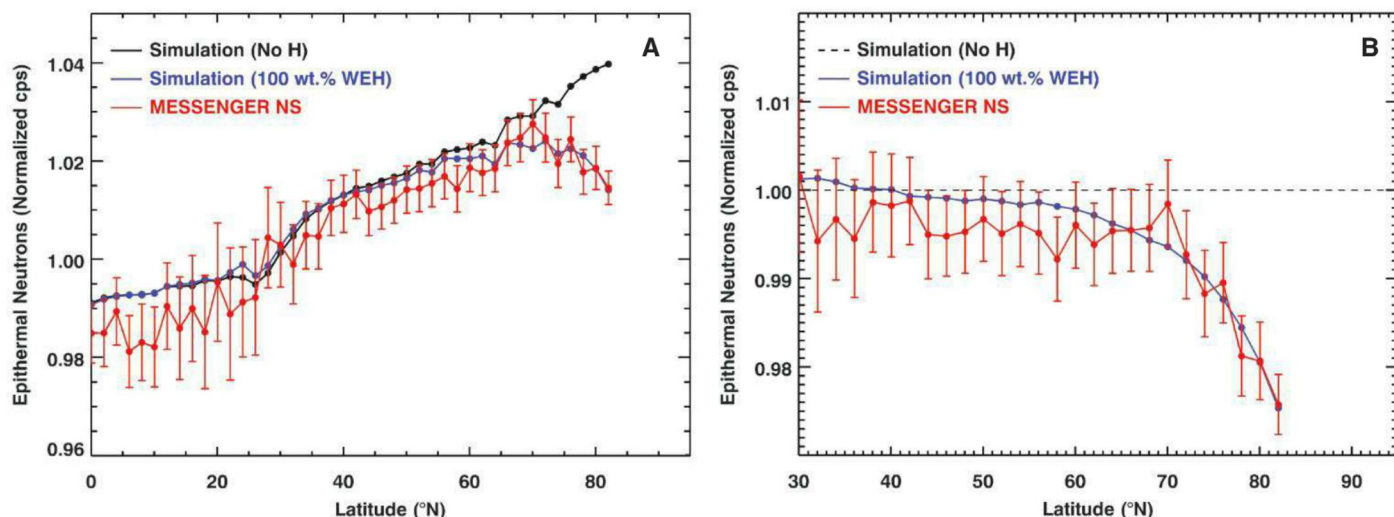 A
Simulation (No H)
Simulation (100 wt.% WEH)
MESSENGER NS
1.04
1.02
1.00
0.98
0.96
Epithermal Neutrons (Normalized cps)
0 20 40 60 80
Latitude (°N)
B
Simulation (No H)
Simulation (100 wt.% WEH)
MESSENGER NS
1.01
1.00
0.99
0.98
Epithermal Neutrons (Normalized cps)
30 40 50 60 70 80 90
Latitude (°N)